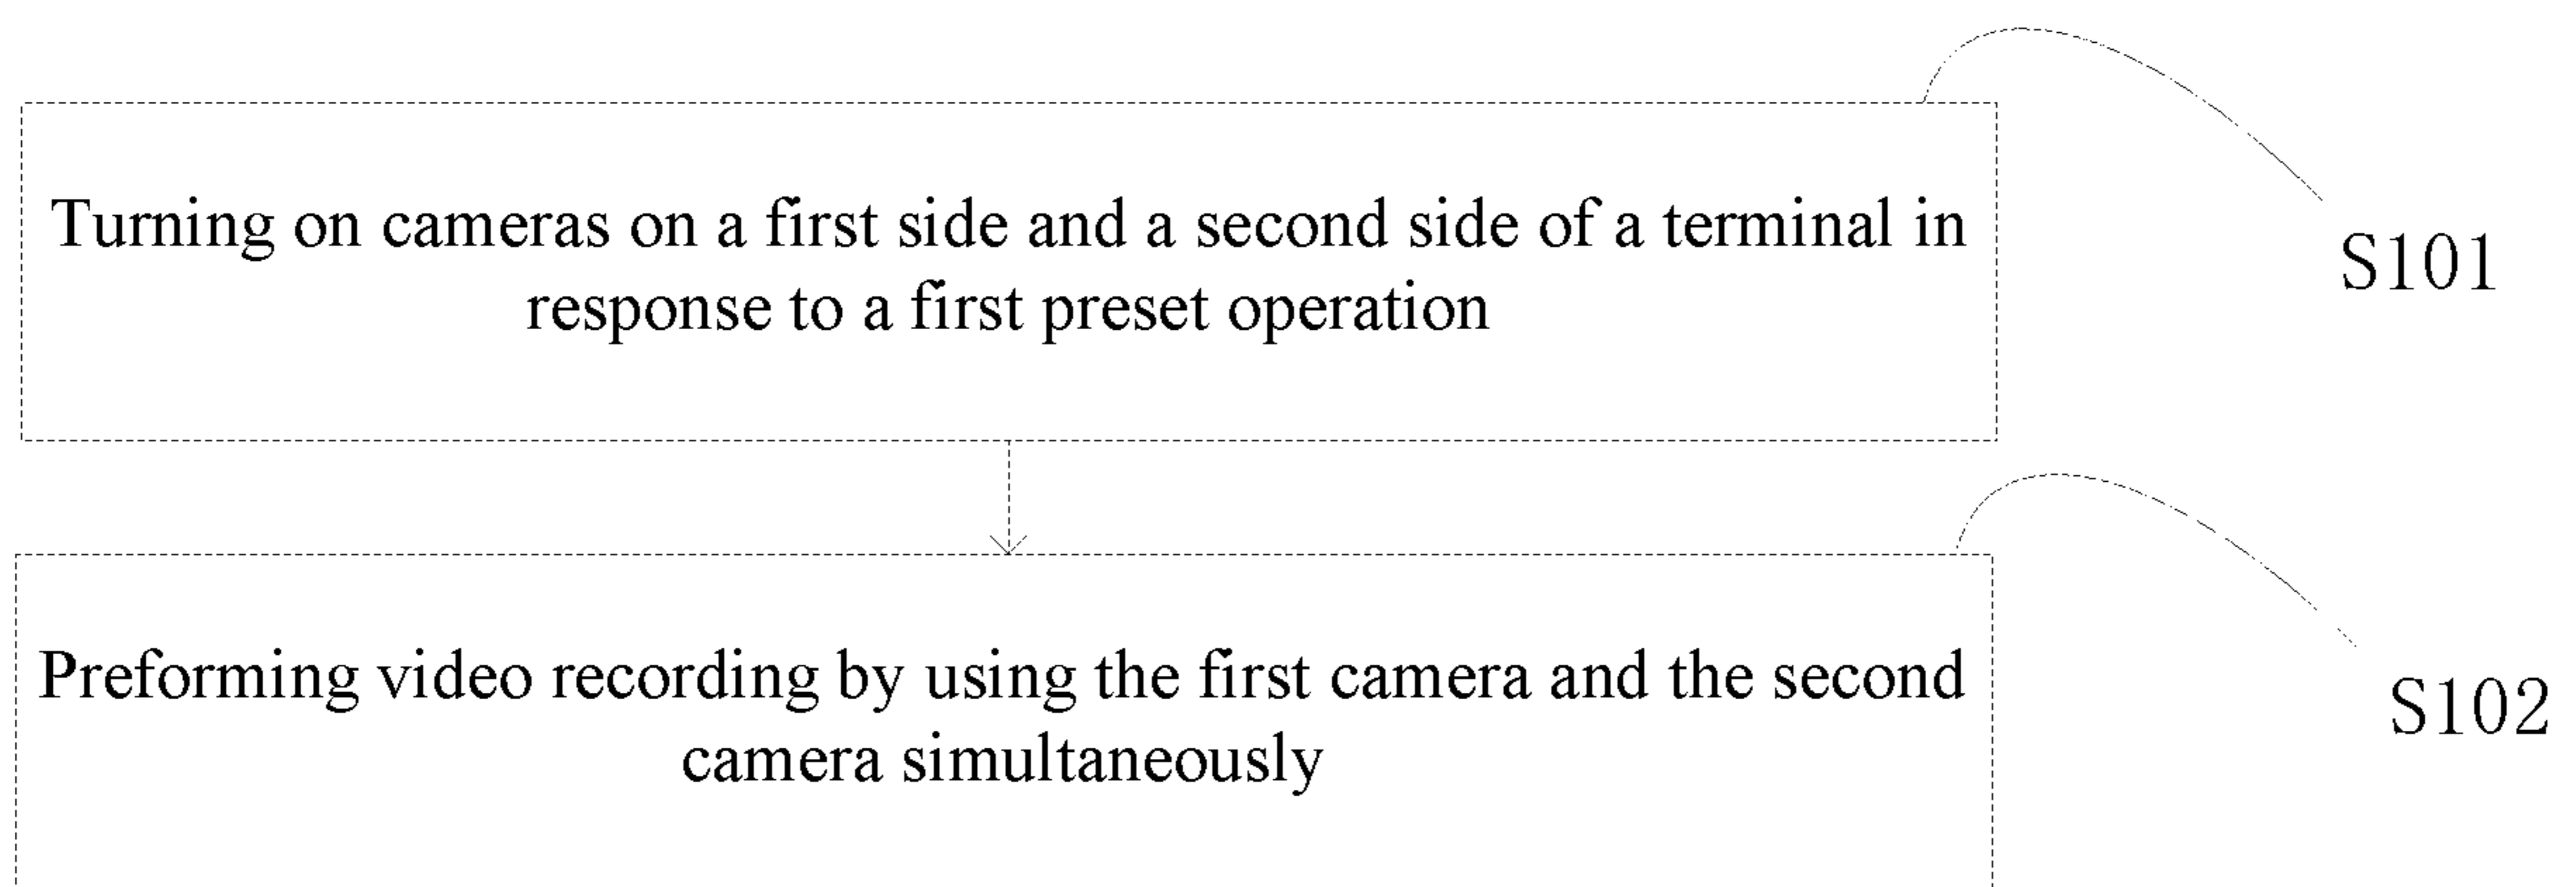 Turning on cameras on a first side and a second side of a terminal in
response to a first preset operation
S101
Preforming video recording by using the first camera and the second
camera simultaneously
S102